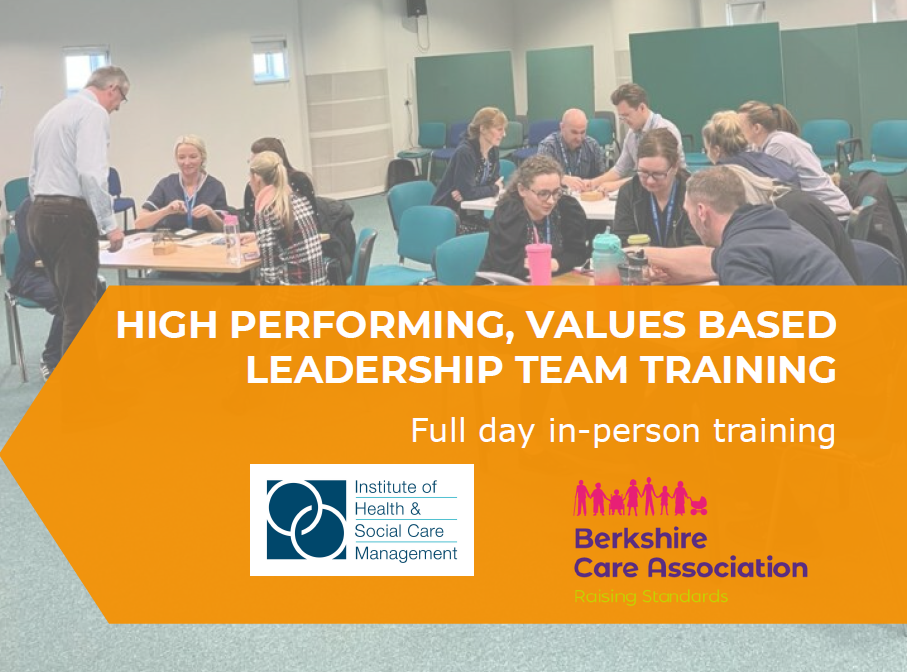 HIGH PERFORMING, VALUES BASED
LEADERSHIP TEAM TRAINING
Full day in-person training
Institute of
Health &
Social Care
Management
Berkshire
Care Association
Raising Standards